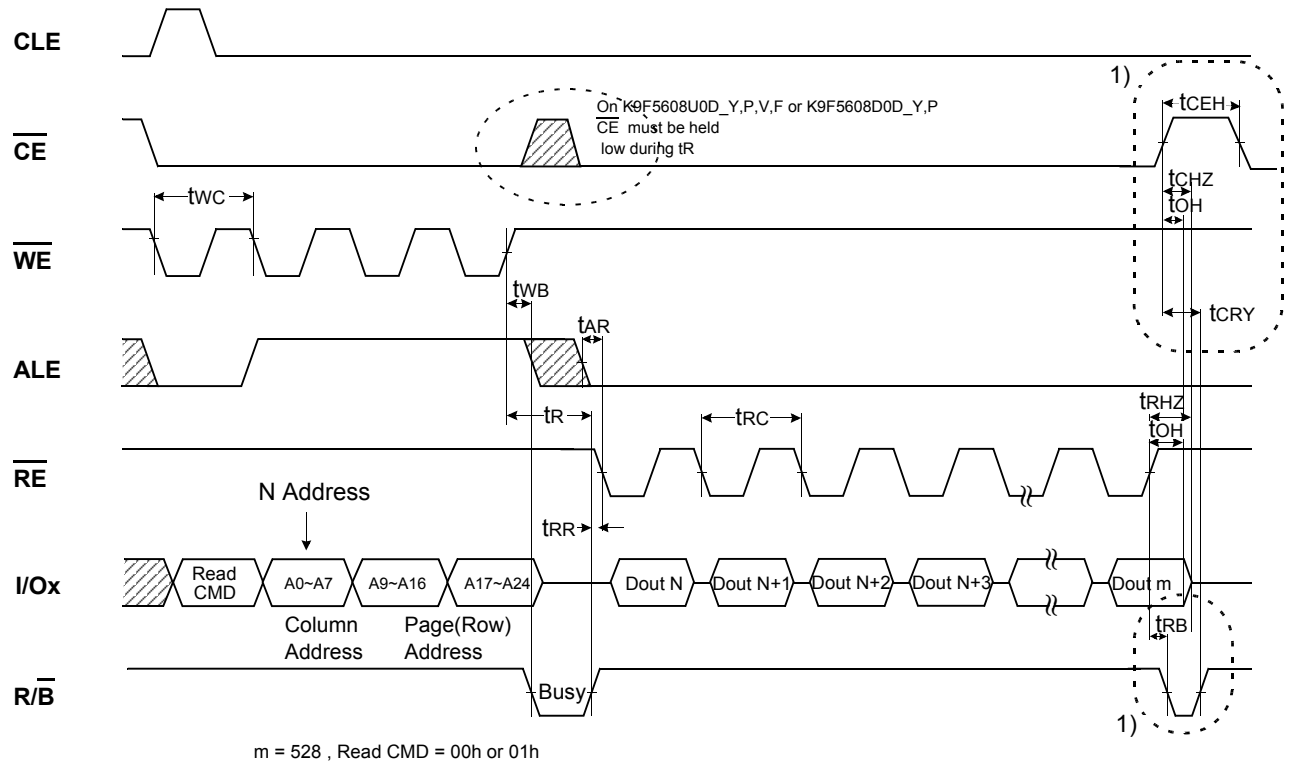 CLE
1)
tCEH
On K9F5608U0D_Y,P,V,F or K9F5608D0D_Y,P
CE must be held
low during tR
CE
tCHZ
tOH
tWC
WE
tWB
tCRY
tAR
ALE
tR
tRC
tRHZ
tOH
RE
N Address
tRR
I/Ox
Read
CMD
A0~A7
A9~A16
A17~A24
Dout N
Dout N+1
Dout N+2
Dout N+3
Dout m
Column
Address
Page(Row)
Address
tRB
R/B
Busy
1)
m = 528 , Read CMD = 00h or 01h